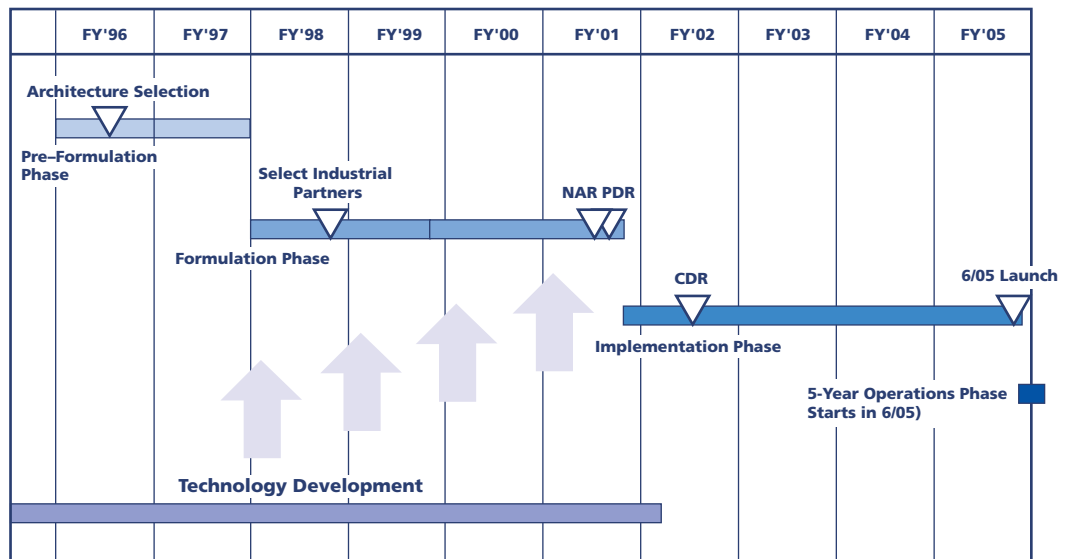 FY'96 FY'97 FY'98 FY'99 FY'00 FY'01 FY'02 FY'03 FY'04 FY'05
Architecture Selection
Pre–Formulation
Phase
Select Industrial
Partners
NAR PDR
Formulation Phase
CDR
6/05 Launch
Implementation Phase
5-Year Operations Phase
Starts in 6/05)
Technology Development